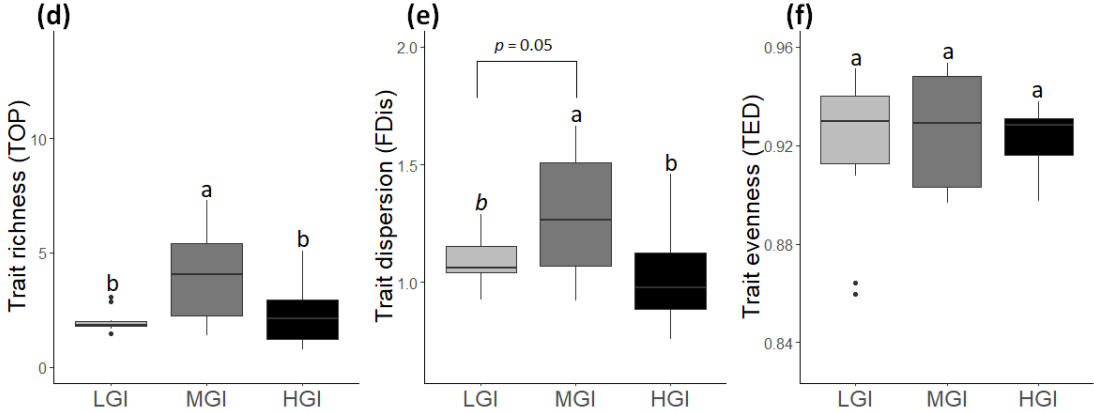 (d)
Trait richness (TOP)
10
5
0
b
a
b
LGI MGI HGI
(e)
Trait dispersion (FDis)
2.0
1.5
1.0
p = 0.05
b
a
b
LGI MGI HGI
(f)
Trait evenness (TED)
0.96
0.92
0.88
0.84
a
a
a
LGI MGI HGI